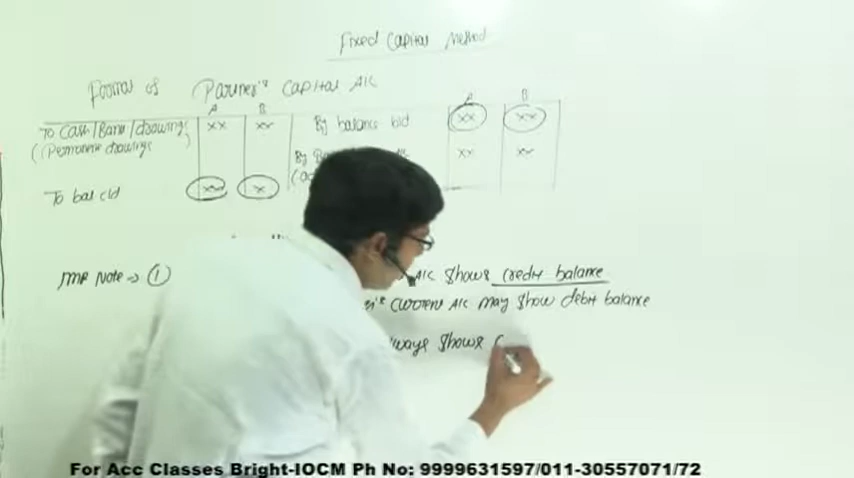 Fixed Capital Method
Format of Partner's Capital A/c
A B A B
To Cash/Bank/drawings xx xx By balance b/d xx xx
(Permanent drawings) By xx xx
To bal c/d xx x
IMP Note → ① A/c shows credit balance
Current A/c may show debit balance
shows
For Acc Classes Bright-IOCM Ph No: 9999631597/011-30557071/72